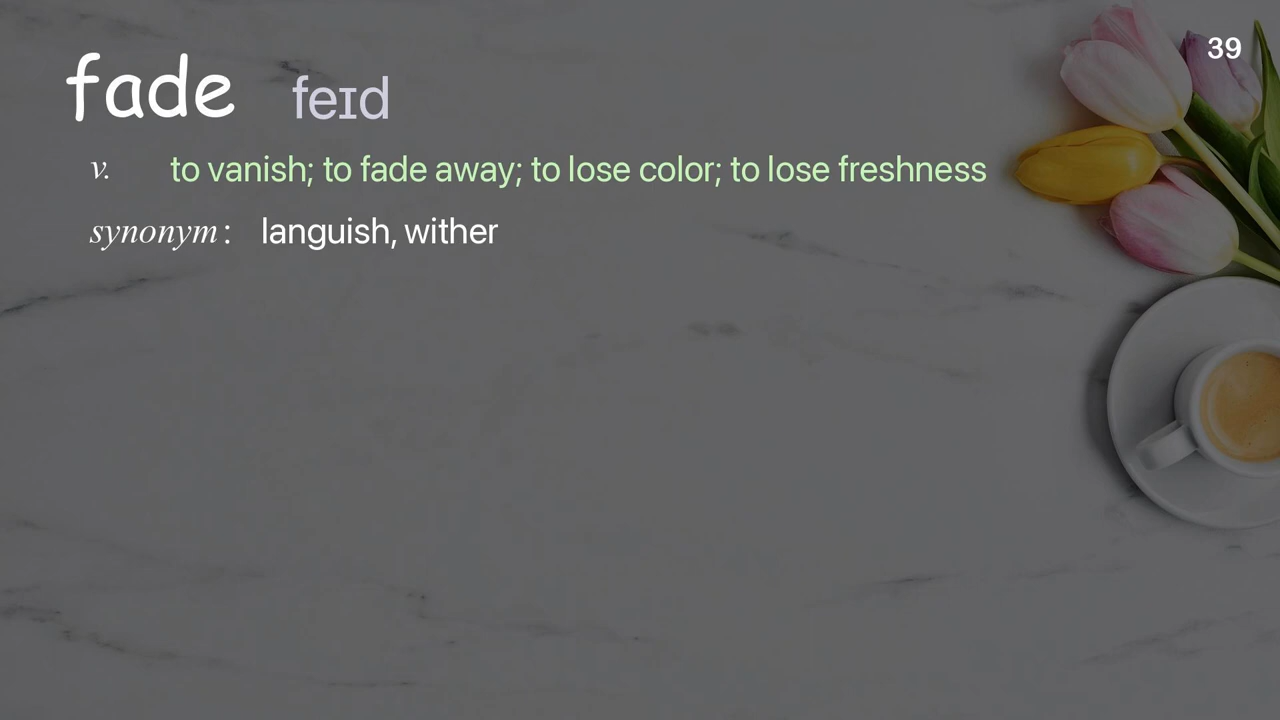 39
fade feɪd
v. to vanish; to fade away; to lose color; to lose freshness
synonym: languish, wither